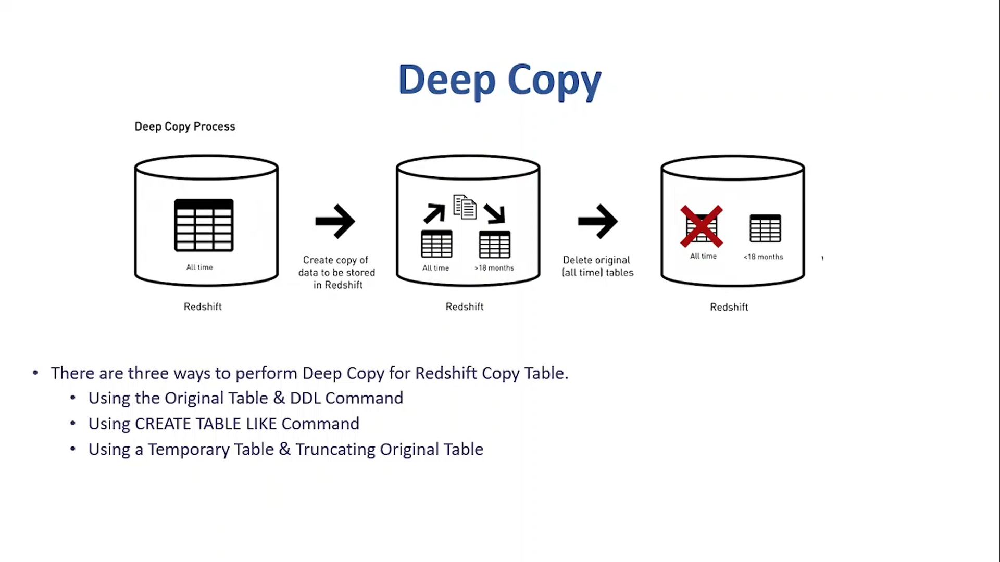 Deep Copy
Deep Copy Process
All time
Redshift
Create copy of
data to be stored
in Redshift
All time
>18 months
Redshift
Delete original
(all time) tables
All time
<18 months
Redshift
• There are three ways to perform Deep Copy for Redshift Copy Table.
• Using the Original Table & DDL Command
• Using CREATE TABLE LIKE Command
• Using a Temporary Table & Truncating Original Table